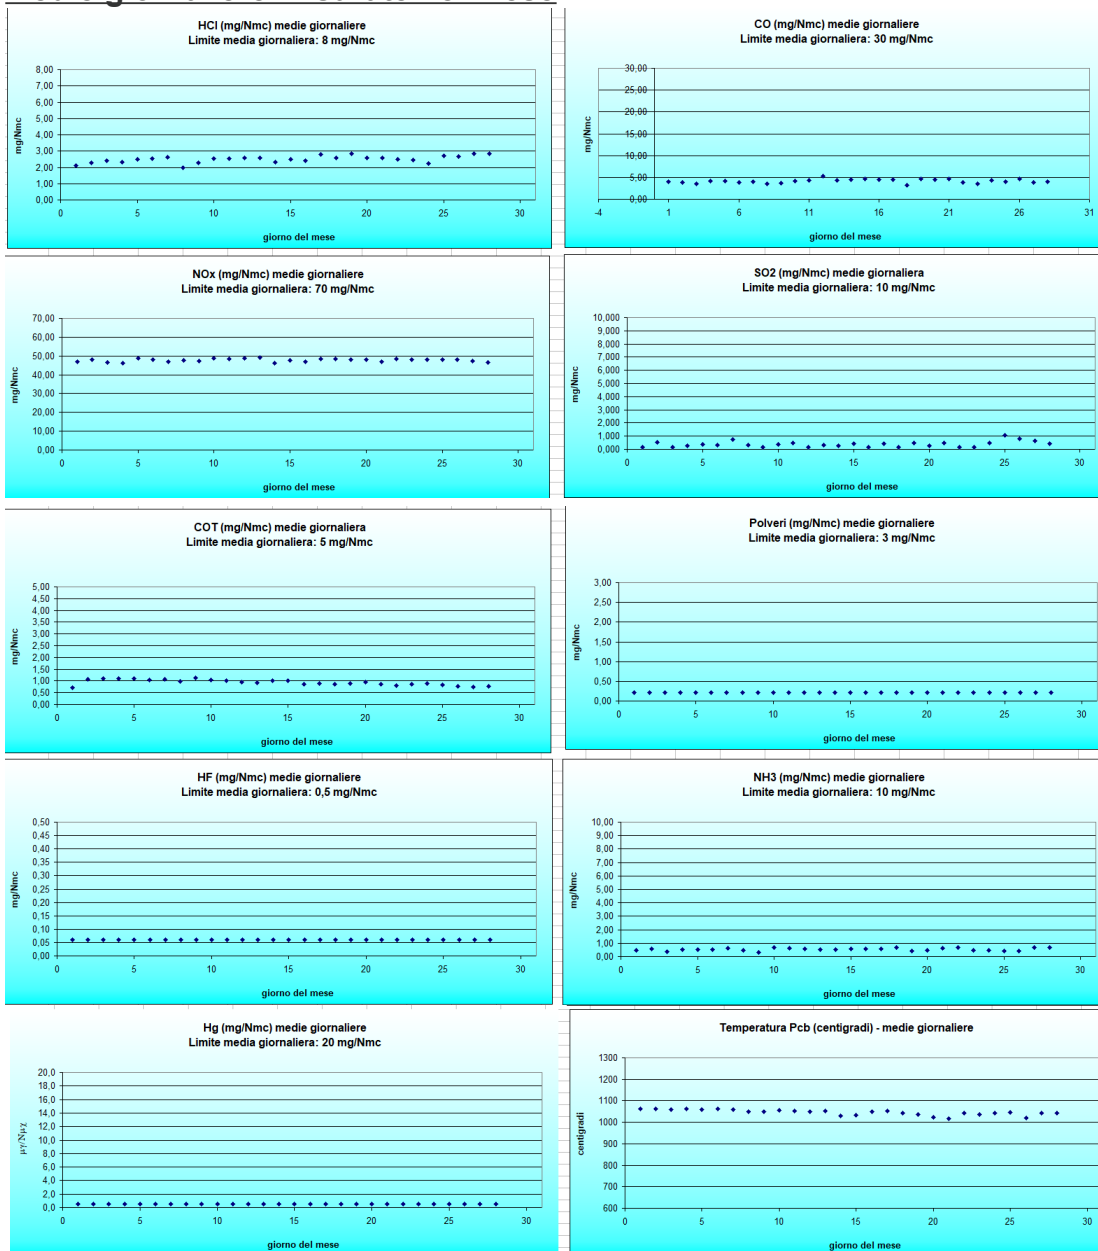 HCl (mg/Nmc) medie giornaliere
Limite media giornaliera: 8 mg/Nmc
8,00
7,00
6,00
5,00
4,00
3,00
2,00
1,00
0,00
mg/Nmc
0 10 20 30
giorno del mese
CO (mg/Nmc) medie giornaliere
Limite media giornaliera: 30 mg/Nmc
30,00
25,00
20,00
15,00
10,00
5,00
0,00
mg/Nmc
-4 1 6 11 16 21 26 31
giorno del mese
NOx (mg/Nmc) medie giornaliere
Limite media giornaliera: 70 mg/Nmc
70,00
60,00
50,00
40,00
30,00
20,00
10,00
0,00
mg/Nmc
0 10 20 30
giorno del mese
SO2 (mg/Nmc) medie giornaliera
Limite media giornaliera: 10 mg/Nmc
10,000
9,000
8,000
7,000
6,000
5,000
4,000
3,000
2,000
1,000
0,000
mg/Nmc
0 5 10 15 20 25 30
giorno del mese
COT (mg/Nmc) medie giornaliera
Limite media giornaliera: 5 mg/Nmc
5,00
4,50
4,00
3,50
3,00
2,50
2,00
1,50
1,00
0,50
0,00
mg/Nmc
0 5 10 15 20 25 30
giorno del mese
Polveri (mg/Nmc) medie giornaliere
Limite media giornaliera: 3 mg/Nmc
3,00
2,50
2,00
1,50
1,00
0,50
0,00
mg/Nmc
0 5 10 15 20 25 30
giorno del mese
HF (mg/Nmc) medie giornaliere
Limite media giornaliera: 0,5 mg/Nmc
0,50
0,45
0,40
0,35
0,30
0,25
0,20
0,15
0,10
0,05
0,00
mg/Nmc
0 5 10 15 20 25 30
giorno del mese
NH3 (mg/Nmc) medie giornaliere
Limite media giornaliera: 10 mg/Nmc
10,00
9,00
8,00
7,00
6,00
5,00
4,00
3,00
2,00
1,00
0,00
mg/Nmc
0 5 10 15 20 25 30
giorno del mese
Hg (mg/Nmc) medie giornaliere
Limite media giornaliera: 20 mg/Nmc
20,0
18,0
16,0
14,0
12,0
10,0
8,0
6,0
4,0
2,0
0,0
μγ/Nμχ
0 5 10 15 20 25 30
giorno del mese
Temperatura Pcb (centigradi) - medie giornaliere
1300
1200
1100
1000
900
800
700
600
centigradi
0 5 10 15 20 25 30
giorno del mese